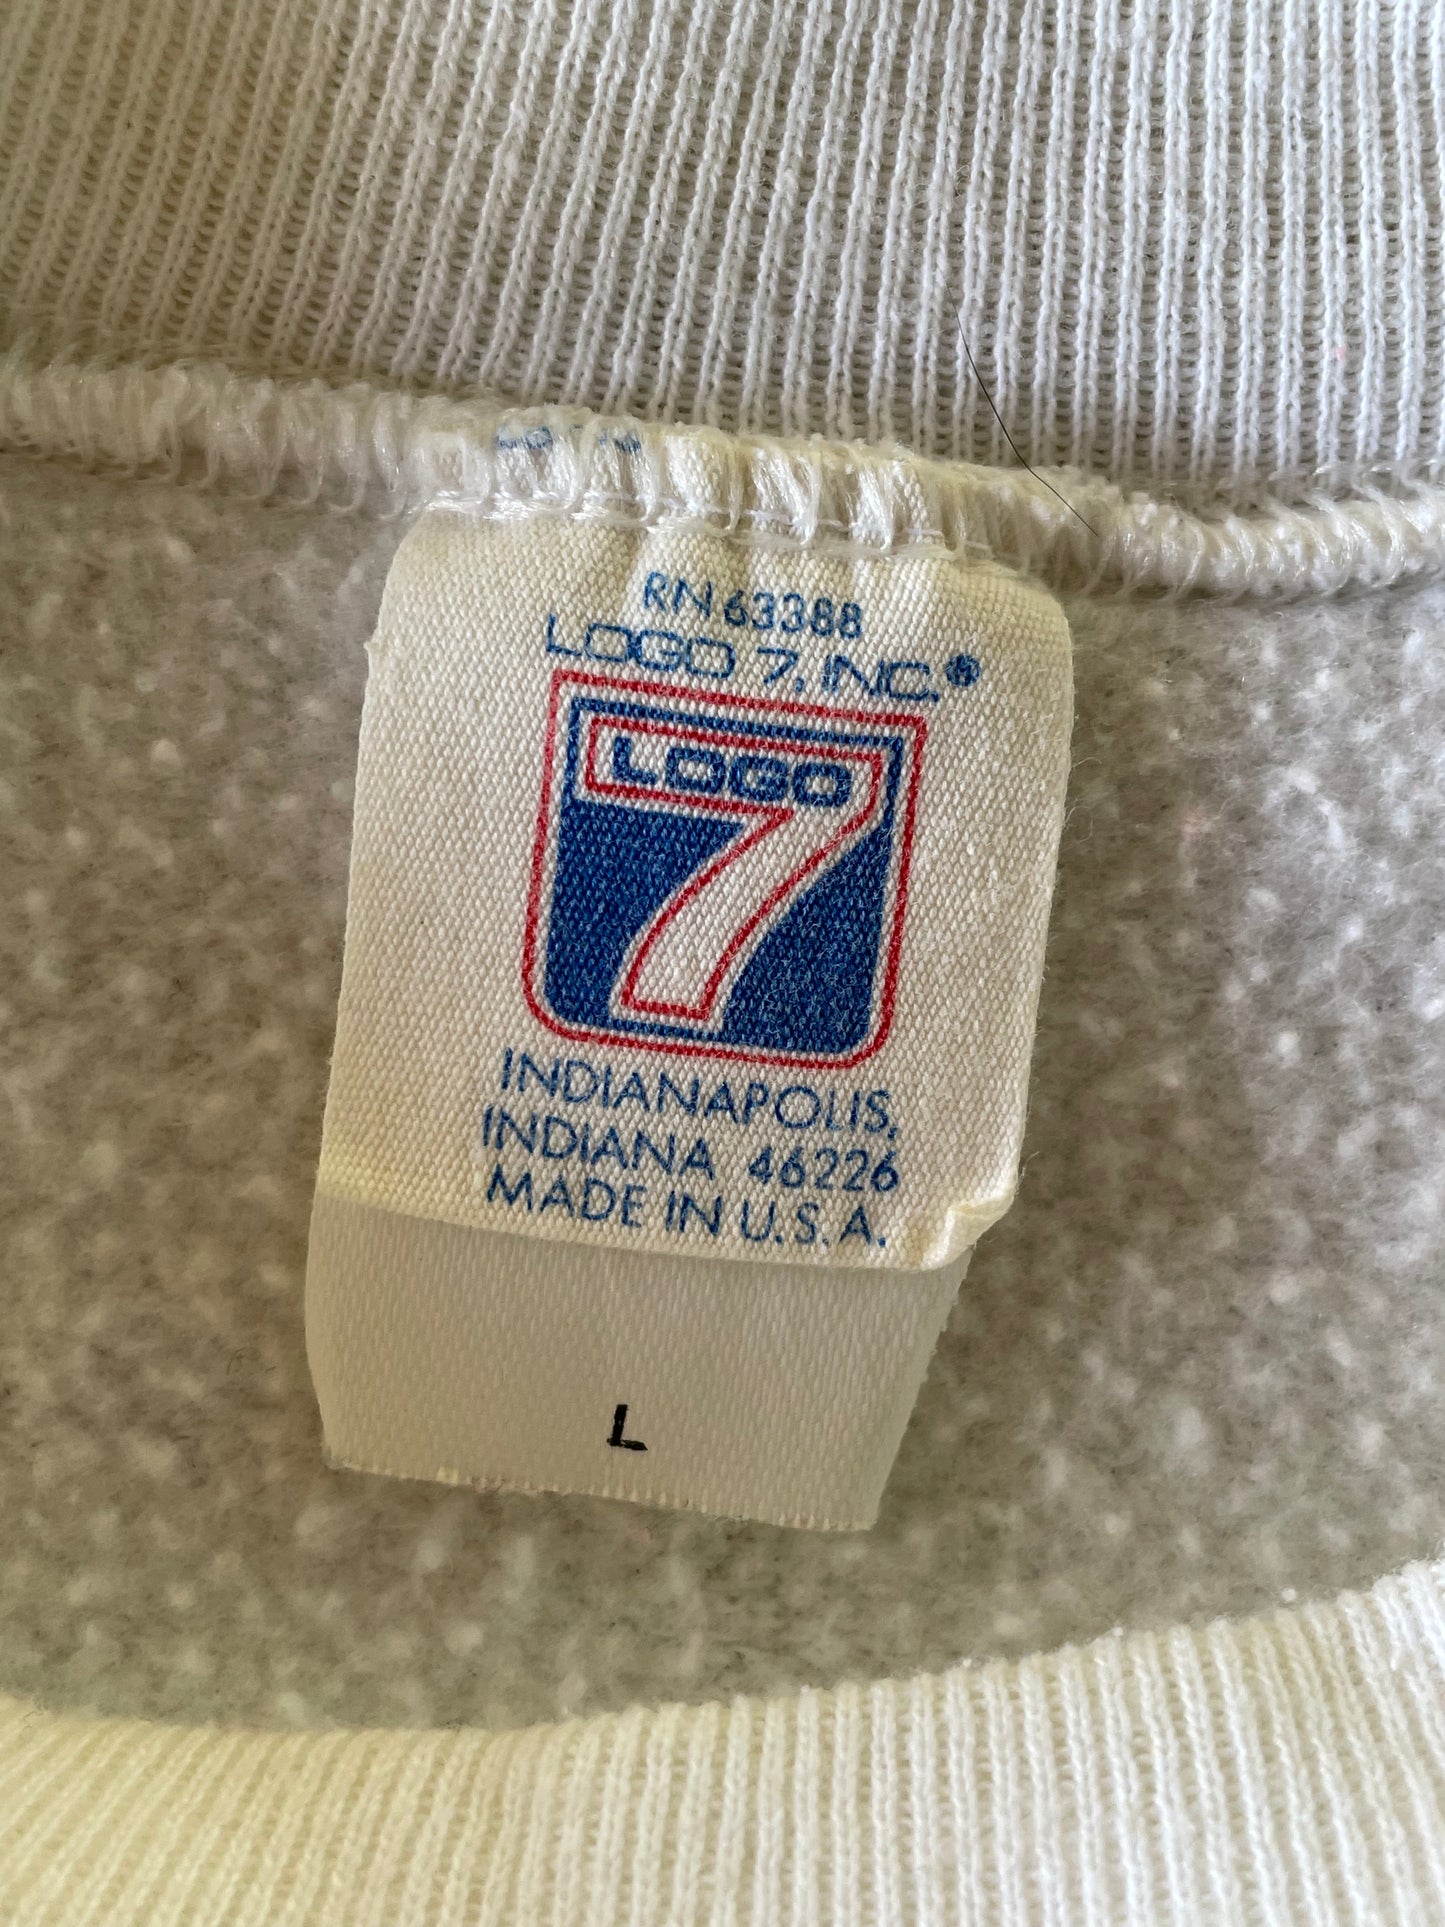 RN 63388
LOGO 7, INC.®
LOGO
7
INDIANAPOLIS,
INDIANA 46226
MADE IN U.S.A.
L